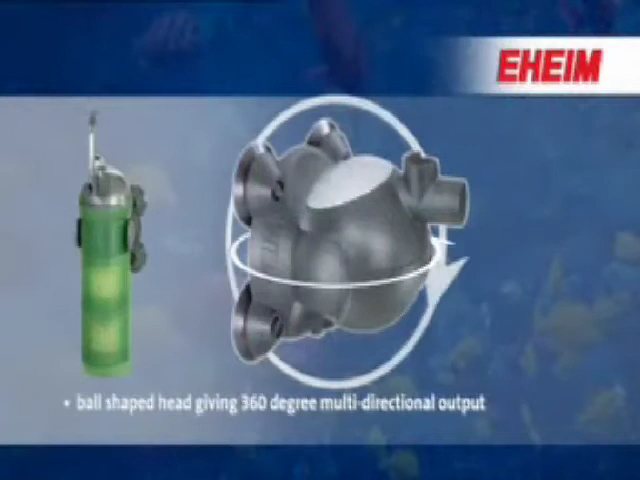 EHEIM
• ball shaped head giving 360 degree multi-directional output